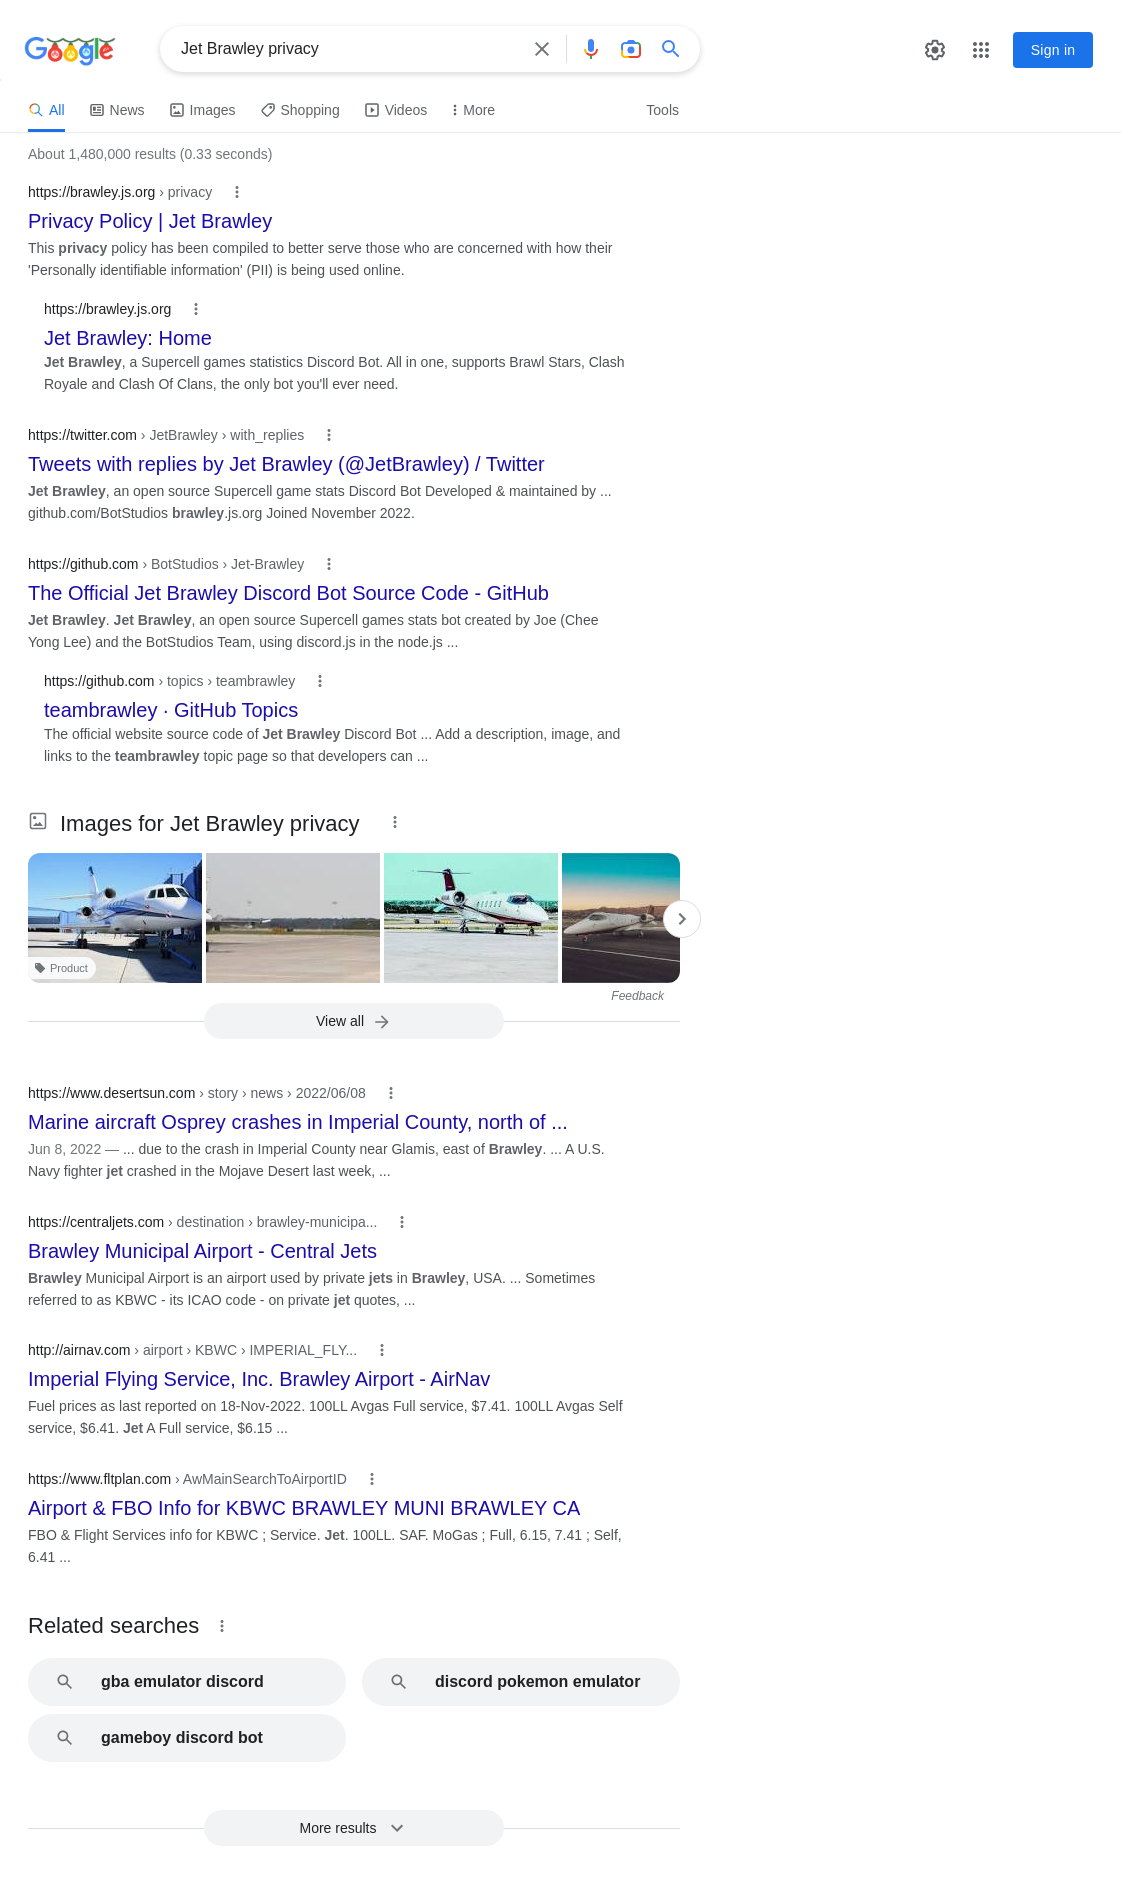 Google
Jet Brawley privacy
Sign in
All
News
Images
Shopping
Videos
More
Tools
About 1,480,000 results (0.33 seconds)
https://brawley.js.org › privacy
Privacy Policy | Jet Brawley
This privacy policy has been compiled to better serve those who are concerned with how their
'Personally identifiable information' (PII) is being used online.
https://brawley.js.org
Jet Brawley: Home
Jet Brawley, a Supercell games statistics Discord Bot. All in one, supports Brawl Stars, Clash
Royale and Clash Of Clans, the only bot you'll ever need.
https://twitter.com › JetBrawley › with_replies
Tweets with replies by Jet Brawley (@JetBrawley) / Twitter
Jet Brawley, an open source Supercell game stats Discord Bot Developed & maintained by ...
github.com/BotStudios brawley.js.org Joined November 2022.
https://github.com › BotStudios › Jet-Brawley
The Official Jet Brawley Discord Bot Source Code - GitHub
Jet Brawley. Jet Brawley, an open source Supercell games stats bot created by Joe (Chee
Yong Lee) and the BotStudios Team, using discord.js in the node.js ...
https://github.com › topics › teambrawley
teambrawley · GitHub Topics
The official website source code of Jet Brawley Discord Bot ... Add a description, image, and
links to the teambrawley topic page so that developers can ...
Images for Jet Brawley privacy
Product
Feedback
View all
https://www.desertsun.com › story › news › 2022/06/08
Marine aircraft Osprey crashes in Imperial County, north of ...
Jun 8, 2022 — ... due to the crash in Imperial County near Glamis, east of Brawley. ... A U.S.
Navy fighter jet crashed in the Mojave Desert last week, ...
https://centraljets.com › destination › brawley-municipa...
Brawley Municipal Airport - Central Jets
Brawley Municipal Airport is an airport used by private jets in Brawley, USA. ... Sometimes
referred to as KBWC - its ICAO code - on private jet quotes, ...
http://airnav.com › airport › KBWC › IMPERIAL_FLY...
Imperial Flying Service, Inc. Brawley Airport - AirNav
Fuel prices as last reported on 18-Nov-2022. 100LL Avgas Full service, $7.41. 100LL Avgas Self
service, $6.41. Jet A Full service, $6.15 ...
https://www.fltplan.com › AwMainSearchToAirportID
Airport & FBO Info for KBWC BRAWLEY MUNI BRAWLEY CA
FBO & Flight Services info for KBWC ; Service. Jet. 100LL. SAF. MoGas ; Full, 6.15, 7.41 ; Self,
6.41 ...
Related searches
gba emulator discord
discord pokemon emulator
gameboy discord bot
More results